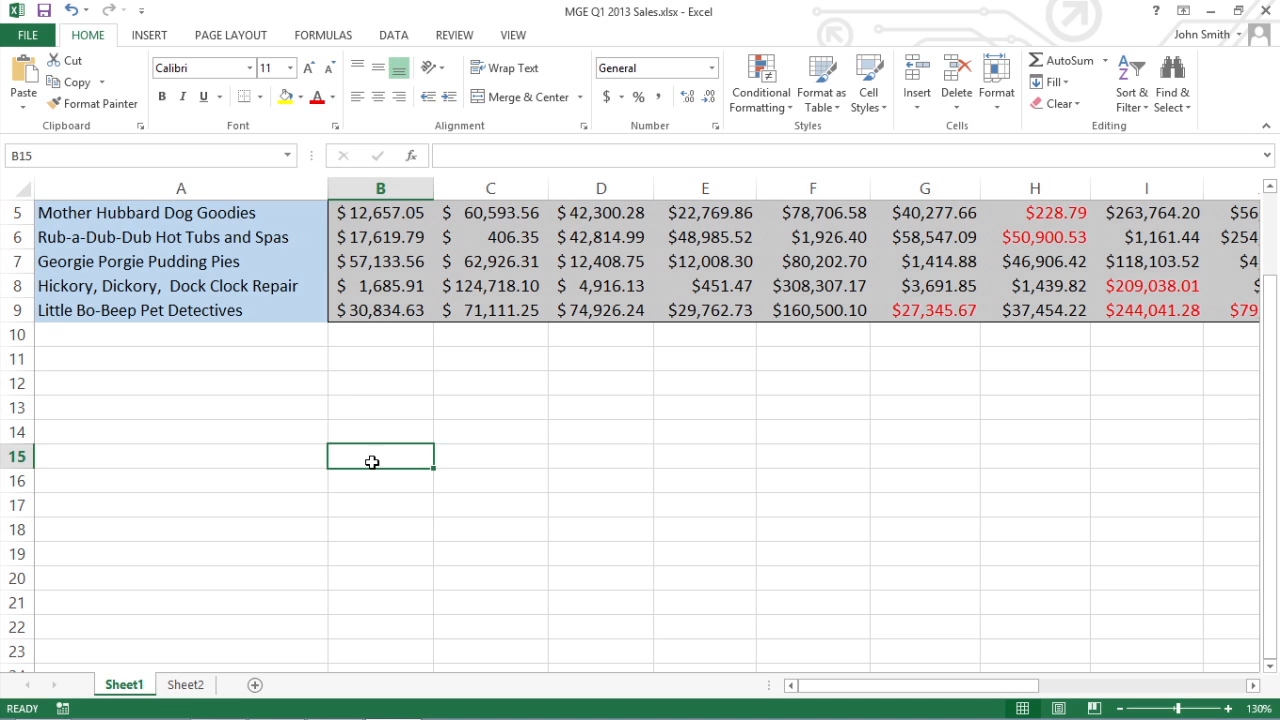 MGE Q1 2013 Sales.xlsx - Excel
?
FILE HOME INSERT PAGE LAYOUT FORMULAS DATA REVIEW VIEW John Smith
Paste Cut Copy Format Painter
Calibri 11
B I U A
Wrap Text
Merge & Center
General
$ % ,
Conditional Formatting Format as Table Cell Styles
Insert Delete Format
AutoSum Fill Clear
Sort & Filter Find & Select
Clipboard Font Alignment Number Styles Cells Editing
B15 fx
A B C D E F G H I
5 Mother Hubbard Dog Goodies $ 12,657.05 $ 60,593.56 $ 42,300.28 $22,769.86 $78,706.58 $40,277.66 $228.79 $263,764.20 $56
6 Rub-a-Dub-Dub Hot Tubs and Spas $ 17,619.79 $ 406.35 $ 42,814.99 $48,985.52 $1,926.40 $58,547.09 $50,900.53 $1,161.44 $254
7 Georgie Porgie Pudding Pies $ 57,133.56 $ 62,926.31 $ 12,408.75 $12,008.30 $80,202.70 $1,414.88 $46,906.42 $118,103.52 $4
8 Hickory, Dickory, Dock Clock Repair $ 1,685.91 $ 124,718.10 $ 4,916.13 $451.47 $308,307.17 $3,691.85 $1,439.82 $209,038.01 $
9 Little Bo-Beep Pet Detectives $ 30,834.63 $ 71,111.25 $ 74,926.24 $29,762.73 $160,500.10 $27,345.67 $37,454.22 $244,041.28 $79
10
11
12
13
14
15
16
17
18
19
20
21
22
23
Sheet1 Sheet2
READY 130%